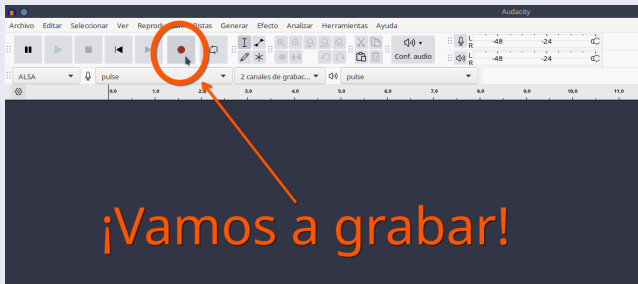 Audacity
Archivo Editar Seleccionar Ver Pistas Generar Efecto Analizar Herramientas Ayuda
L R -48 -24 0
Conf. audio
L R -48 -24 0
ALSA pulse 2 canales de grabac... pulse
0,0 1,0 2,0 3,0 4,0 5,0 6,0 7,0 8,0 9,0 10,0 11,0
¡Vamos a grabar!